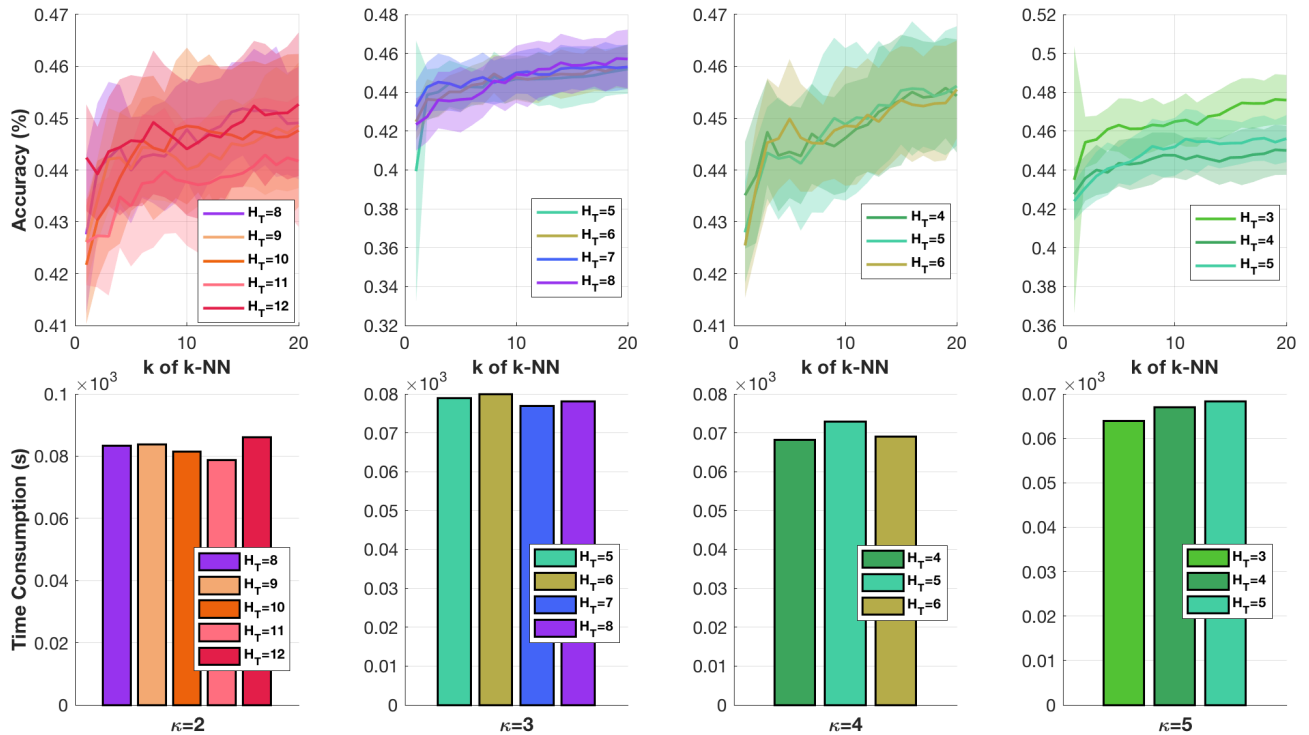 Accuracy (%)
0.47
0.46
0.45
0.44
0.43
0.42
0.41
0
10
20
k of k-NN
H_T=8
H_T=9
H_T=10
H_T=11
H_T=12
0.48
0.46
0.44
0.42
0.4
0.38
0.36
0.34
0.32
0
10
20
k of k-NN
H_T=5
H_T=6
H_T=7
H_T=8
0.47
0.46
0.45
0.44
0.43
0.42
0.41
0
10
20
k of k-NN
H_T=4
H_T=5
H_T=6
0.52
0.5
0.48
0.46
0.44
0.42
0.4
0.38
0.36
0
10
20
k of k-NN
H_T=3
H_T=4
H_T=5
Time Consumption (s)
×10³
0.1
0.08
0.06
0.04
0.02
0
H_T=8
H_T=9
H_T=10
H_T=11
H_T=12
κ=2
×10³
0.08
0.07
0.06
0.05
0.04
0.03
0.02
0.01
0
H_T=5
H_T=6
H_T=7
H_T=8
κ=3
×10³
0.08
0.07
0.06
0.05
0.04
0.03
0.02
0.01
0
H_T=4
H_T=5
H_T=6
κ=4
×10³
0.07
0.06
0.05
0.04
0.03
0.02
0.01
0
H_T=3
H_T=4
H_T=5
κ=5